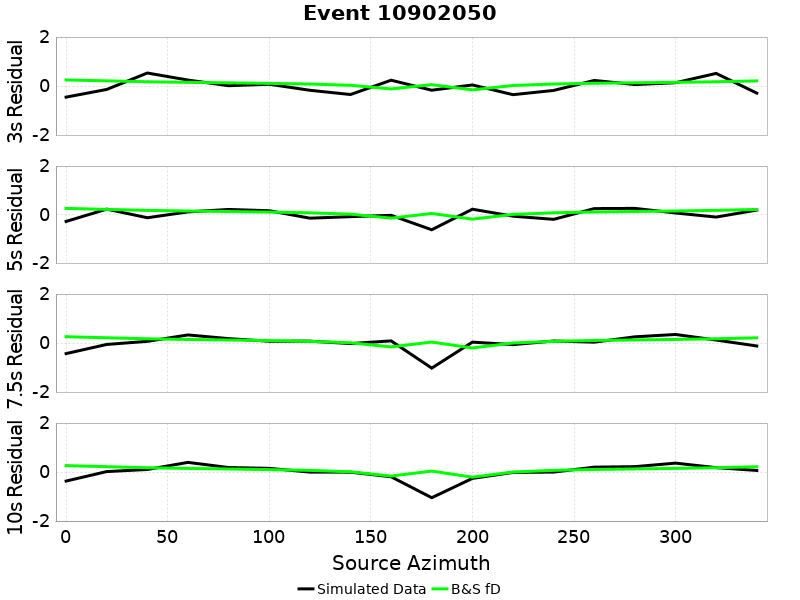 Event 10902050
3s Residual
2
0
-2
5s Residual
2
0
-2
7.5s Residual
2
0
-2
10s Residual
2
0
-2
0 50 100 150 200 250 300
Source Azimuth
Simulated Data B&S fD